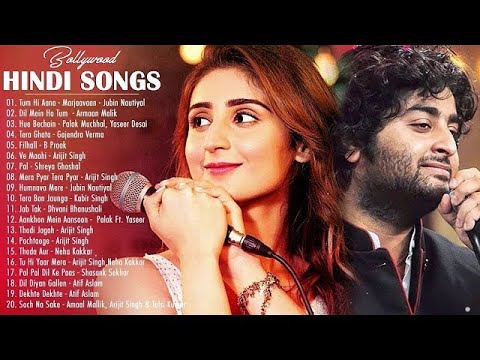 Bollywood
HINDI SONGS
01. Tum Hi Aana - Marjaavaan - Jubin Nautiyal
02. Dil Mein Ho Tum - Armaan Malik
03. Hue Bechain - Palak Muchhal, Yaseer Desai
04. Tera Ghata - Gajendra Verma
05. Filhall - B Praak
06. Ve Maahi - Arijit Singh
07. Pal - Shreya Ghoshal
08. Mera Pyar Tera Pyar - Arijit Singh
09. Humnava Mere - Jubin Nautiyal
10. Tera Ban Jaunga - Kabir Singh
11. Jab Tak - Dhvani Bhanushali
12. Aankhon Mein Aansoon - Palak Ft. Yaseer
13. Thodi Jagah - Arijit Singh
14. Pachtaoge - Arijit Singh
15. Thoda Aur - Neha Kakkar
16. Tu Hi Yaar Mera - Arijit Singh, Neha Kakkar
17. Pal Pal Dil Ke Paas - Shasank Sekhar
18. Dil Diyan Gallen - Atif Aslam
19. Dekhte Dekhte - Atif Aslam
20. Soch Na Sake - Amaal Mallik, Arijit Singh & Tulsi Kumar